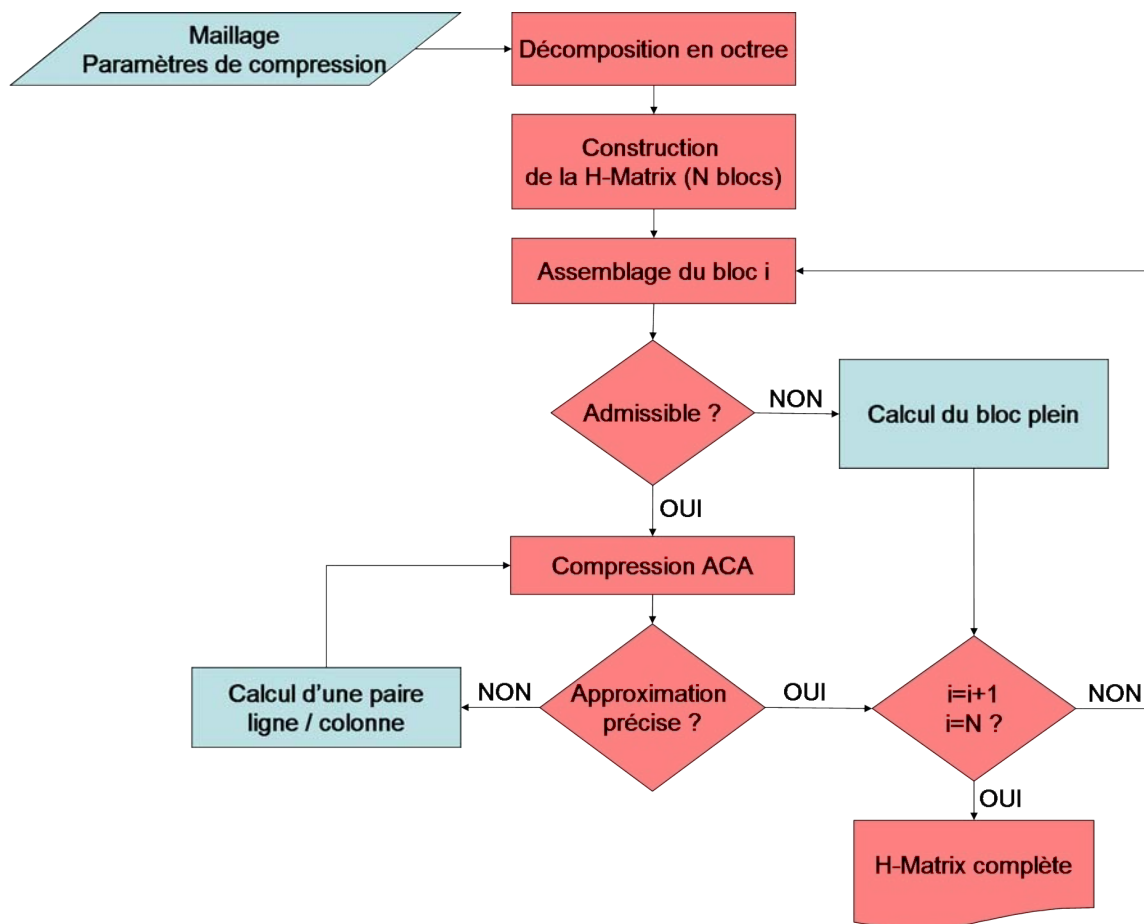 Maillage
Paramètres de compression
Décomposition en octree
Construction
de la H-Matrix (N blocs)
Assemblage du bloc i
Admissible ?
NON
Calcul du bloc plein
OUI
Compression ACA
Calcul d’une paire
ligne / colonne
NON
Approximation
précise ?
OUI
i=i+1
i=N ?
NON
OUI
H-Matrix complète